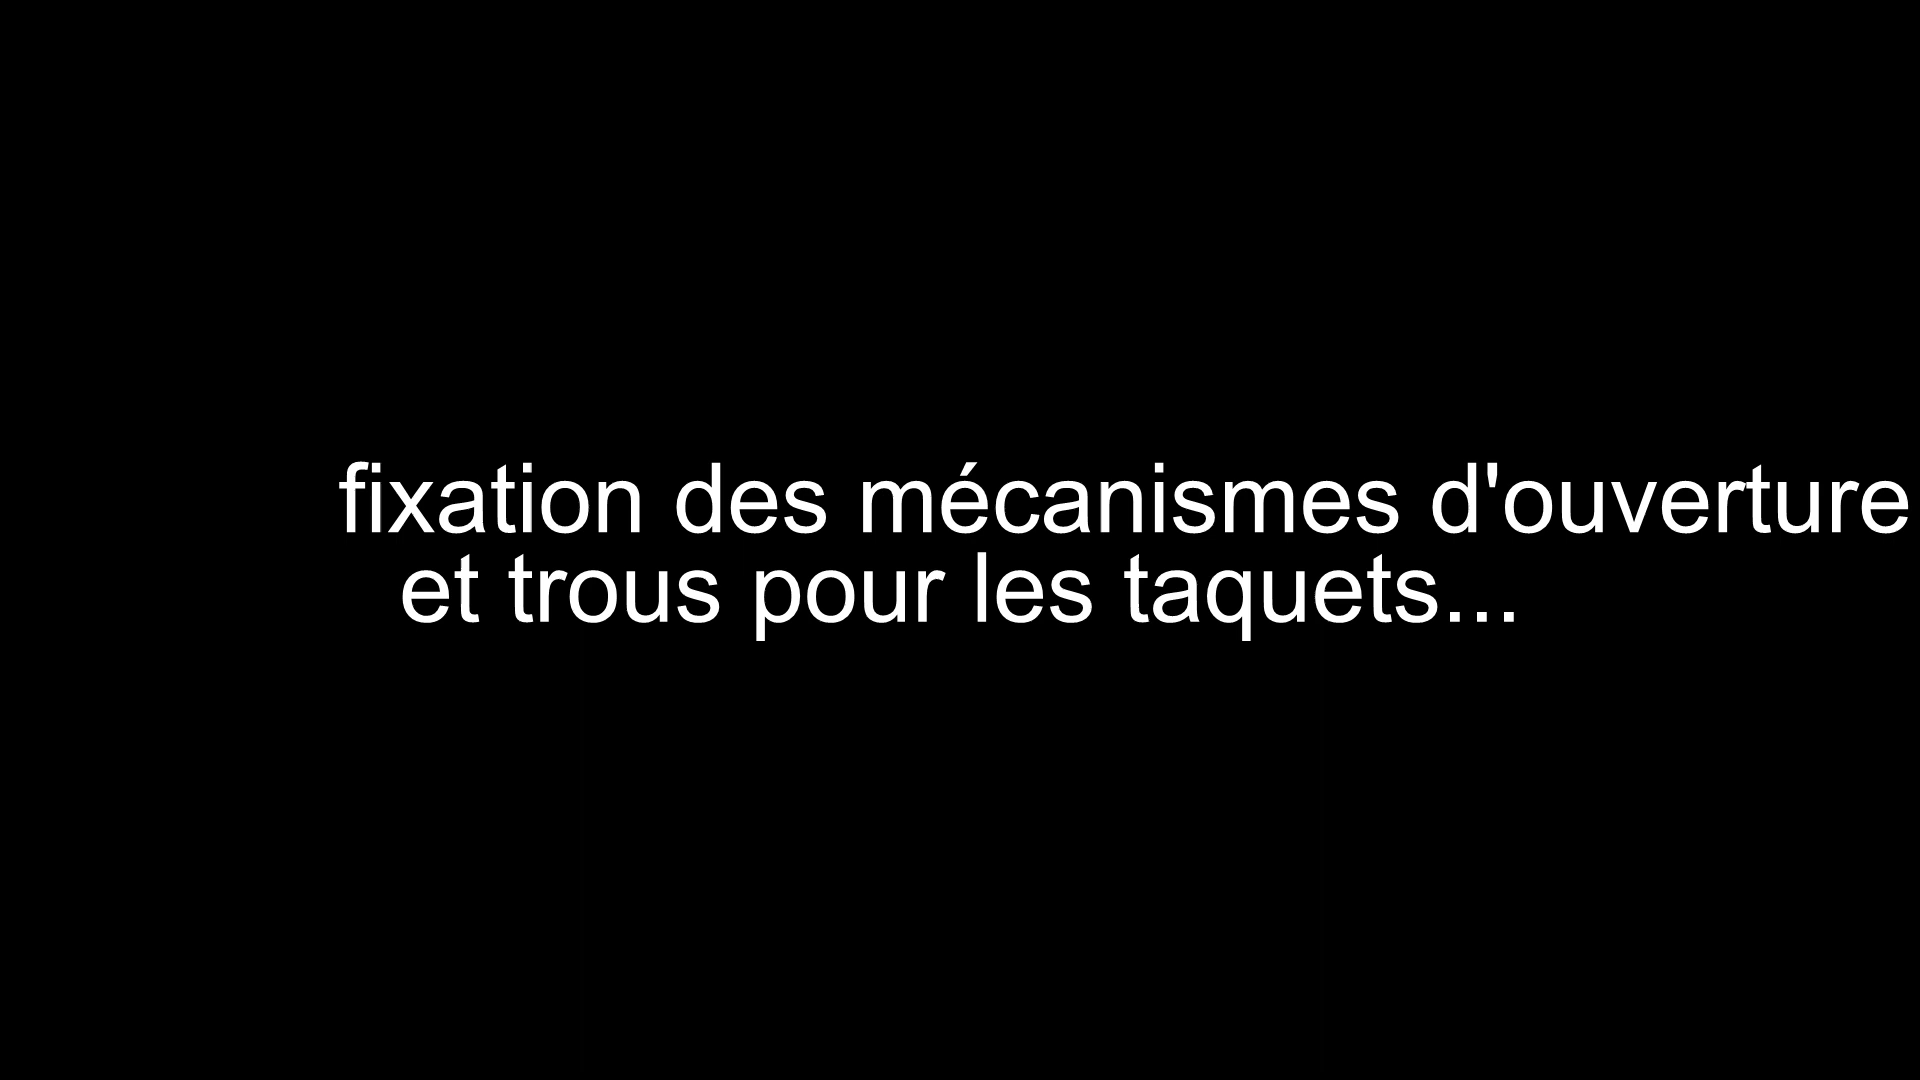 fixation des mécanismes d'ouverture
et trous pour les taquets...